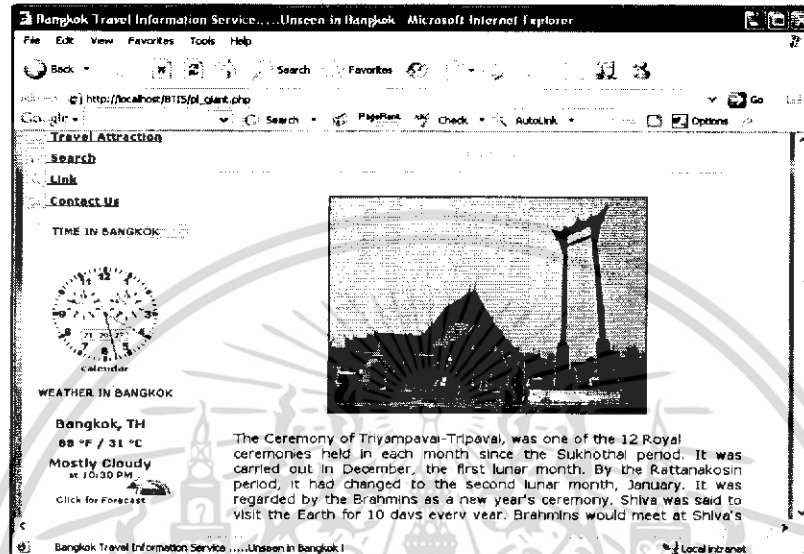 Bangkok Travel Information Service.....Unseen in Bangkok Microsoft Internet Explorer
File Edit View Favorites Tools Help
Back Search Favorites
http://localhost/BTIS/pl_giant.php Go
Google Search PageRank Check AutoLink Options
Travel Attraction
Search
Link
Contact Us
TIME IN BANGKOK
calendar
WEATHER IN BANGKOK
Bangkok, TH
88 °F / 31 °C
Mostly Cloudy
at 10:30 PM
Click for Forecast
The Ceremony of Triyampavai-Tripavai, was one of the 12 Royal
ceremonies held in each month since the Sukhothai period. It was
carried out in December, the first lunar month. By the Rattanakosin
period, it had changed to the second lunar month, January. It was
regarded by the Brahmins as a new year's ceremony. Shiva was said to
visit the Earth for 10 days every year. Brahmins would meet at Shiva's
Bangkok Travel Information Service .....Unseen in Bangkok ! Local intranet